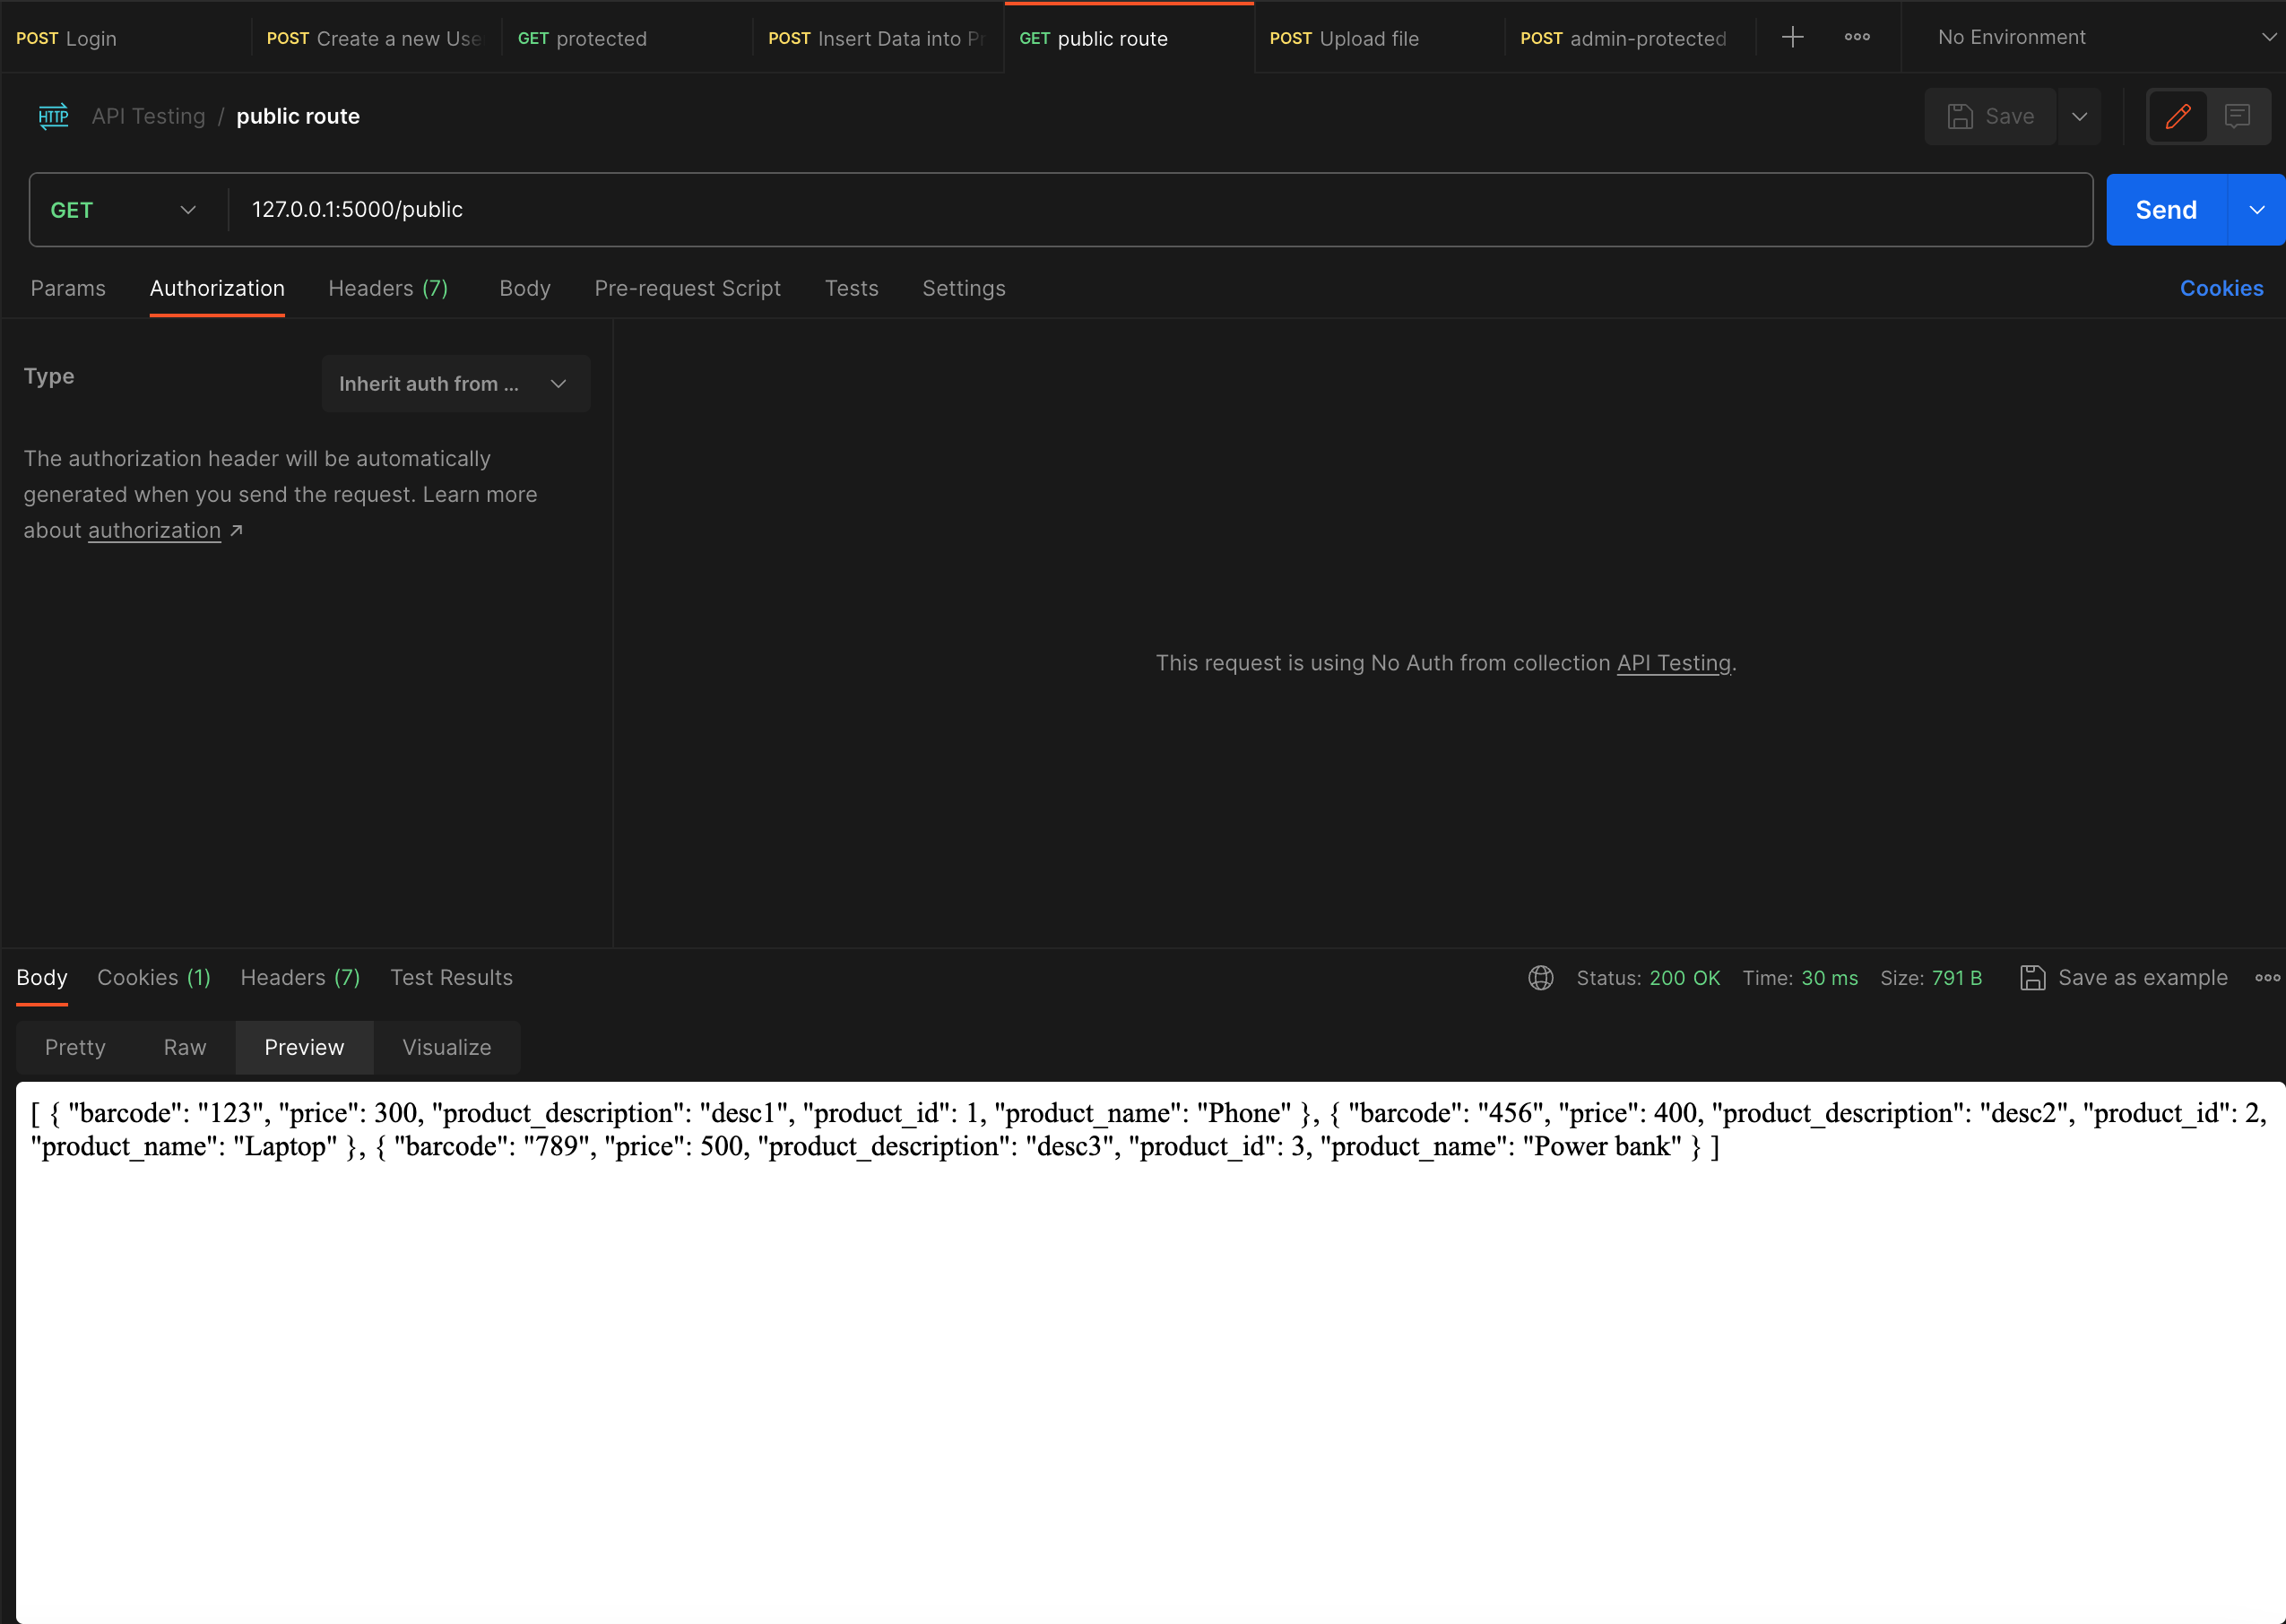 POST Login POST Create a new Use GET protected POST Insert Data into Pr GET public route POST Upload file POST admin-protected No Environment
HTTP API Testing / public route Save
GET 127.0.0.1:5000/public Send
Params Authorization Headers (7) Body Pre-request Script Tests Settings Cookies
Type Inherit auth from ...
The authorization header will be automatically
generated when you send the request. Learn more
about authorization ↗
This request is using No Auth from collection API Testing.
Body Cookies (1) Headers (7) Test Results Status: 200 OK Time: 30 ms Size: 791 B Save as example
Pretty Raw Preview Visualize
[ { "barcode": "123", "price": 300, "product_description": "desc1", "product_id": 1, "product_name": "Phone" }, { "barcode": "456", "price": 400, "product_description": "desc2", "product_id": 2,
"product_name": "Laptop" }, { "barcode": "789", "price": 500, "product_description": "desc3", "product_id": 3, "product_name": "Power bank" } ]